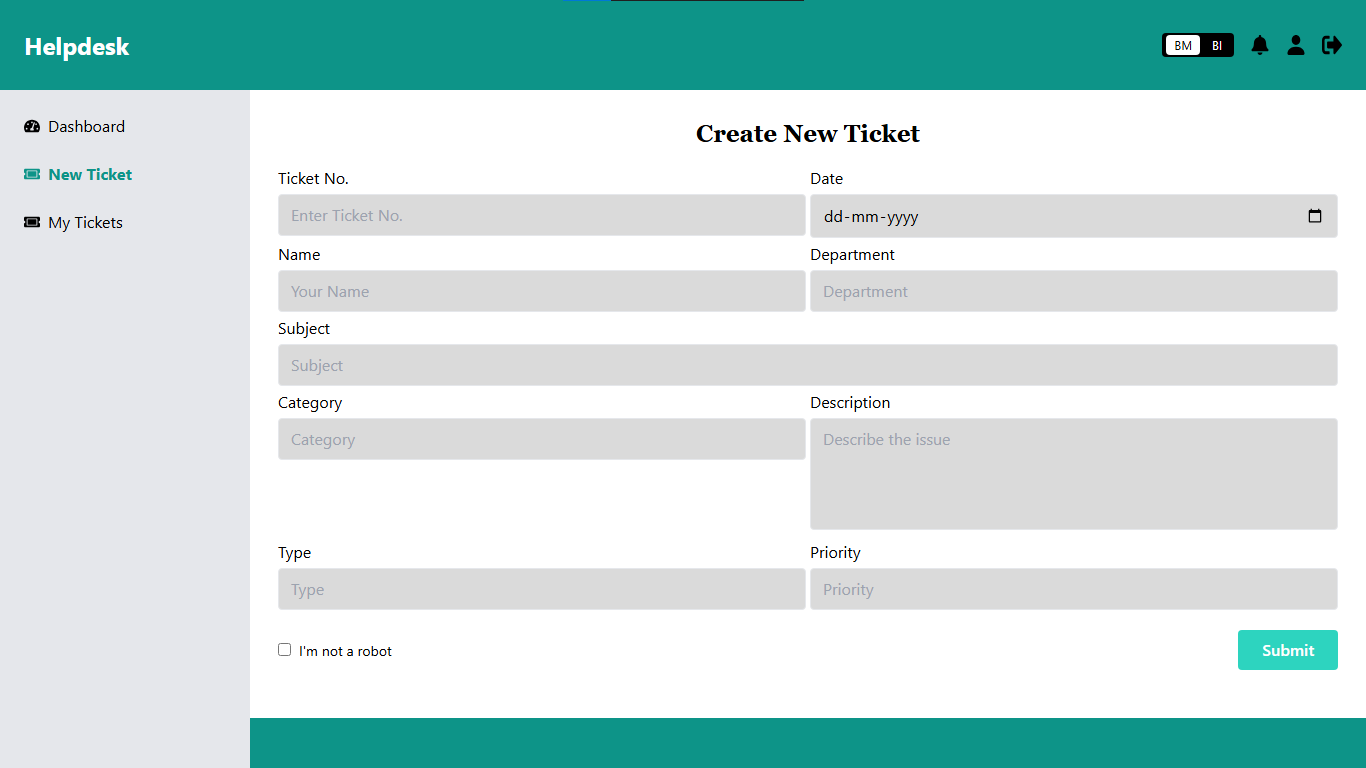 Helpdesk
BM BI
Dashboard
New Ticket
My Tickets
Create New Ticket
Ticket No. Date
Enter Ticket No. dd-mm-yyyy
Name Department
Your Name Department
Subject
Subject
Category Description
Category Describe the issue
Type Priority
Type Priority
I'm not a robot Submit